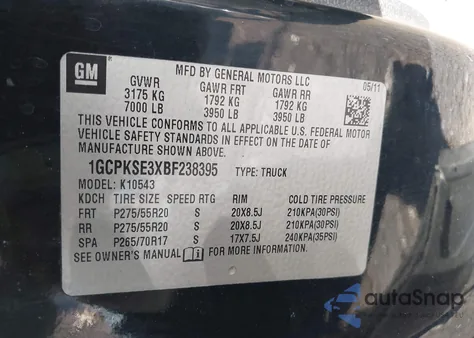 GM
MFD BY GENERAL MOTORS LLC
05/11
GVWR GAWR FRT GAWR RR
3175 KG 1792 KG 1792 KG
7000 LB 3950 LB 3950 LB
THIS VEHICLE CONFORMS TO ALL APPLICABLE U.S. FEDERAL MOTOR
VEHICLE SAFETY STANDARDS IN EFFECT ON THE DATE OF
MANUFACTURE SHOWN ABOVE.
1GCPKSE3XBF238395 TYPE: TRUCK
MODEL: K10543
KDCH TIRE SIZE SPEED RTG RIM COLD TIRE PRESSURE
FRT P275/55R20 S 20X8.5J 210KPA(30PSI)
RR P275/55R20 S 20X8.5J 210KPA(30PSI)
SPA P265/70R17 S 17X7.5J 240KPA(35PSI)
SEE OWNER'S MANUAL FOR MORE INFORMATION.
autoSnap